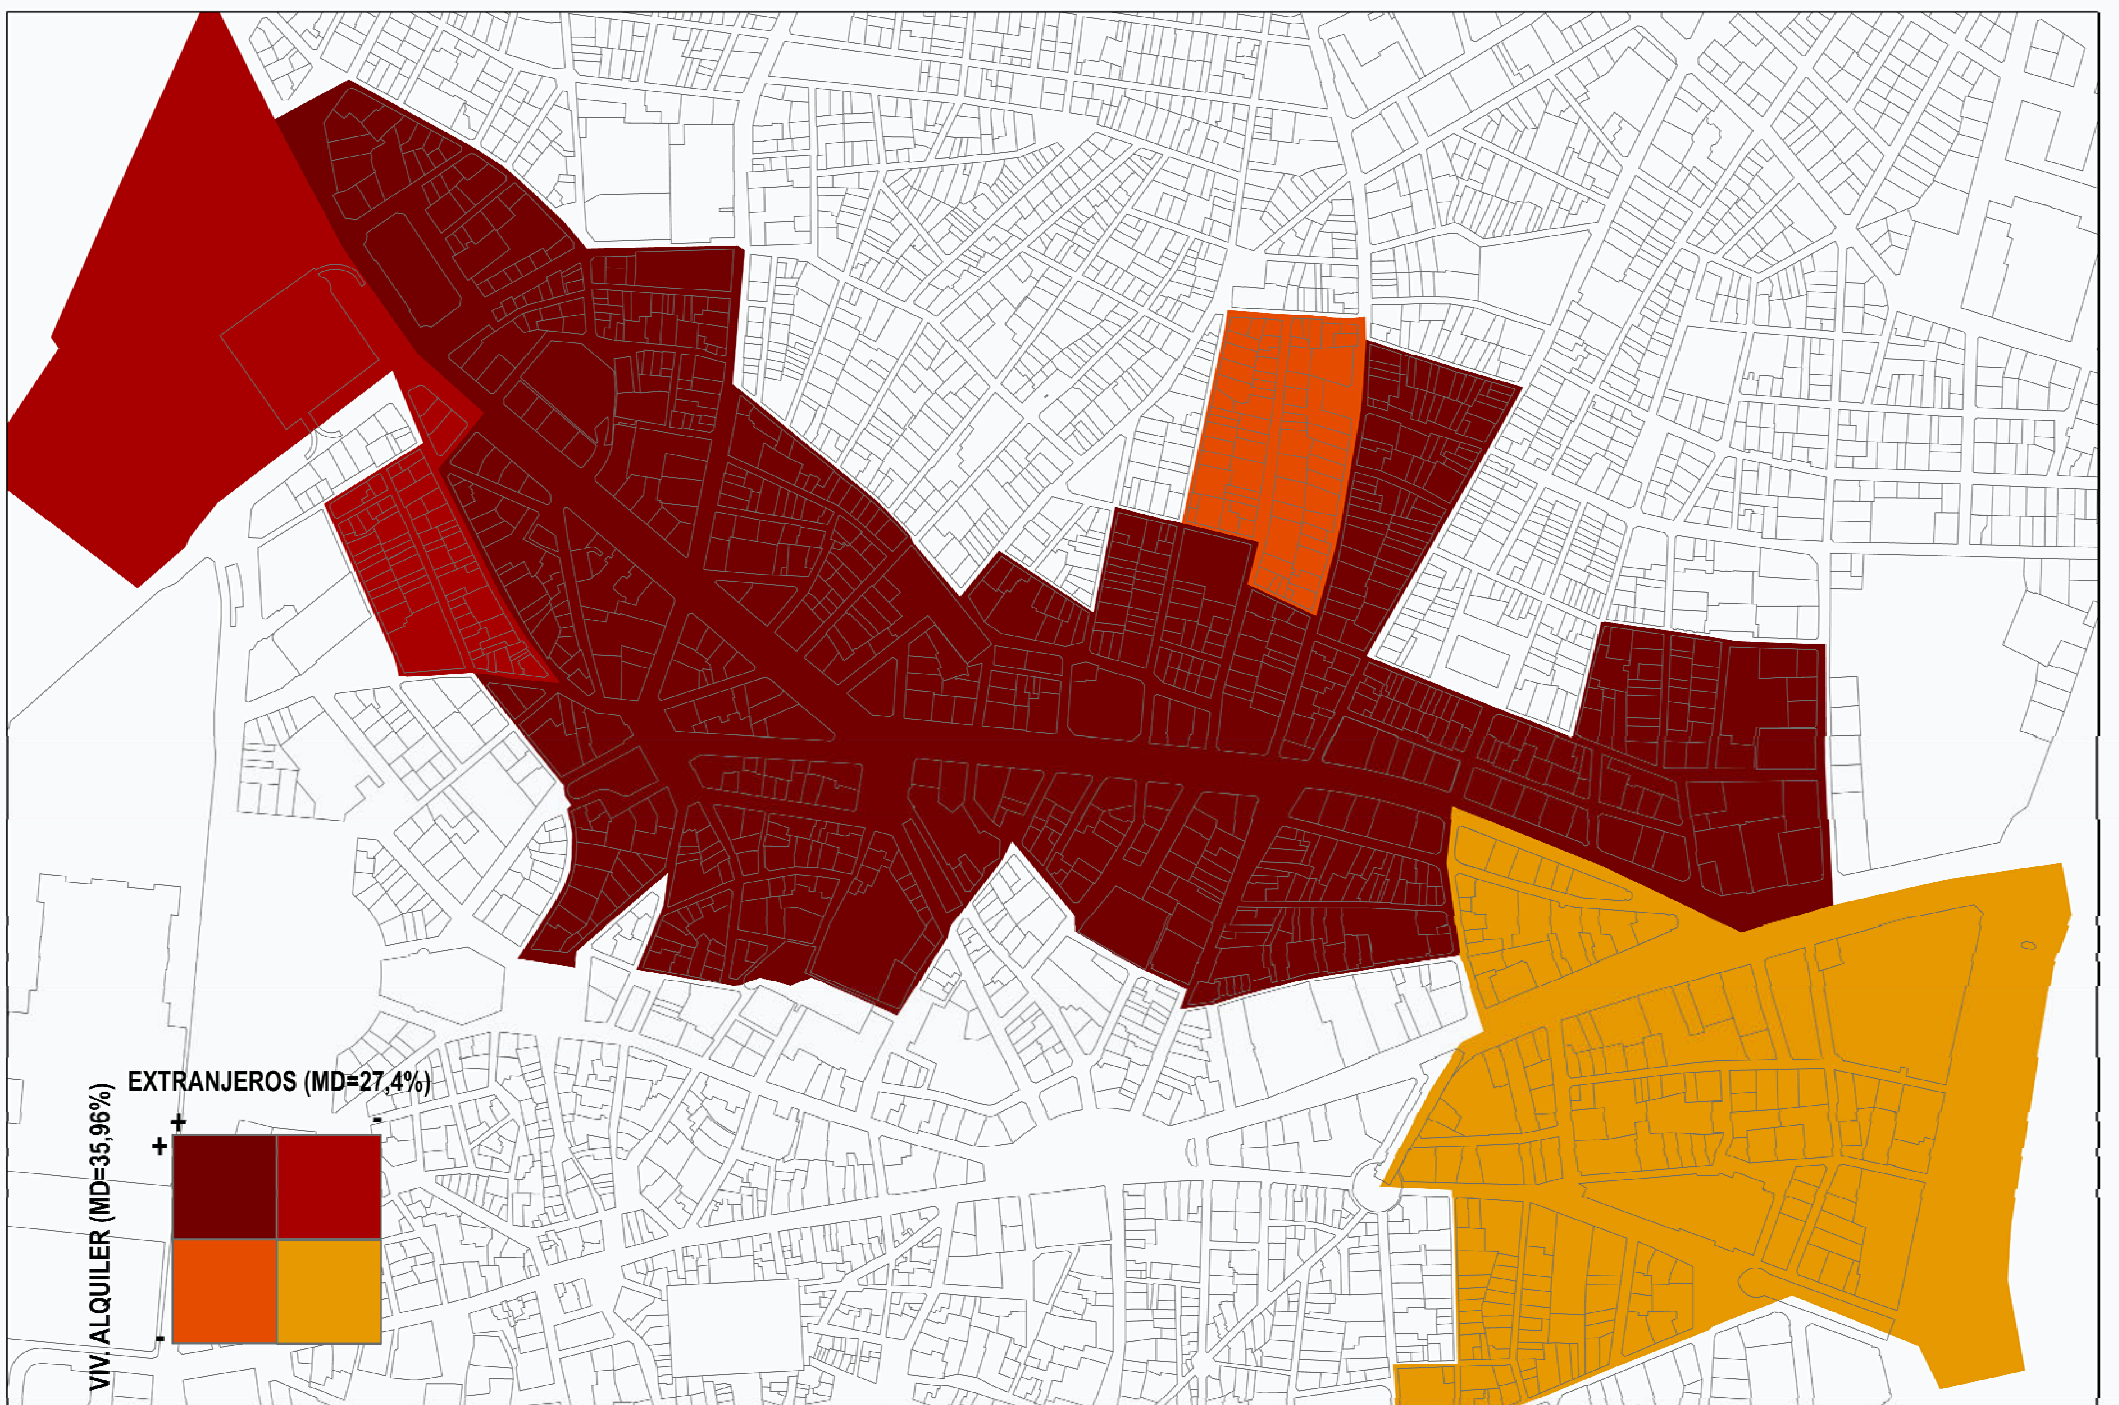 EXTRANJEROS (MD=27,4%)
+ -
+
VIV. ALQUILER (MD=35,96%)
-